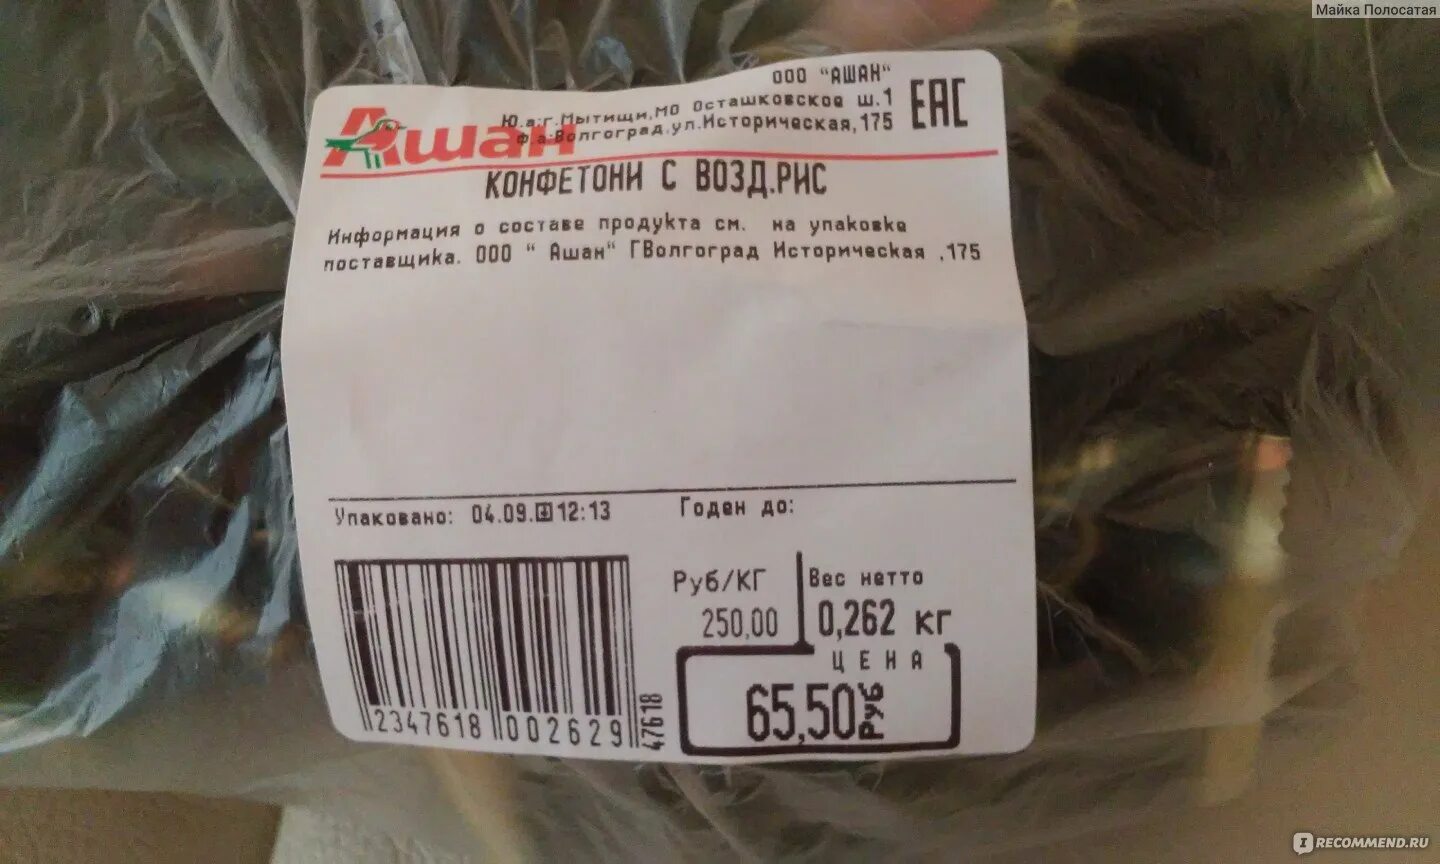 Майка Полосатая
ООО "АШАН"
Ю.а:г.Мытищи,МО Осташковское ш.1
Ф.а:Волгоград,ул.Историческая,175
EAC
Ашан
КОНФЕТОНИ С ВОЗД.РИС
Информация о составе продукта см. на упаковке
поставщика. ООО " Ашан" ГВолгоград Историческая ,175
Упаковано: 04.09. 12:13 Годен до:
Руб/КГ Вес нетто
250,00 0,262 кг
ЦЕНА
65,50 Руб
2347618 002629
47618
IRECOMMEND.RU